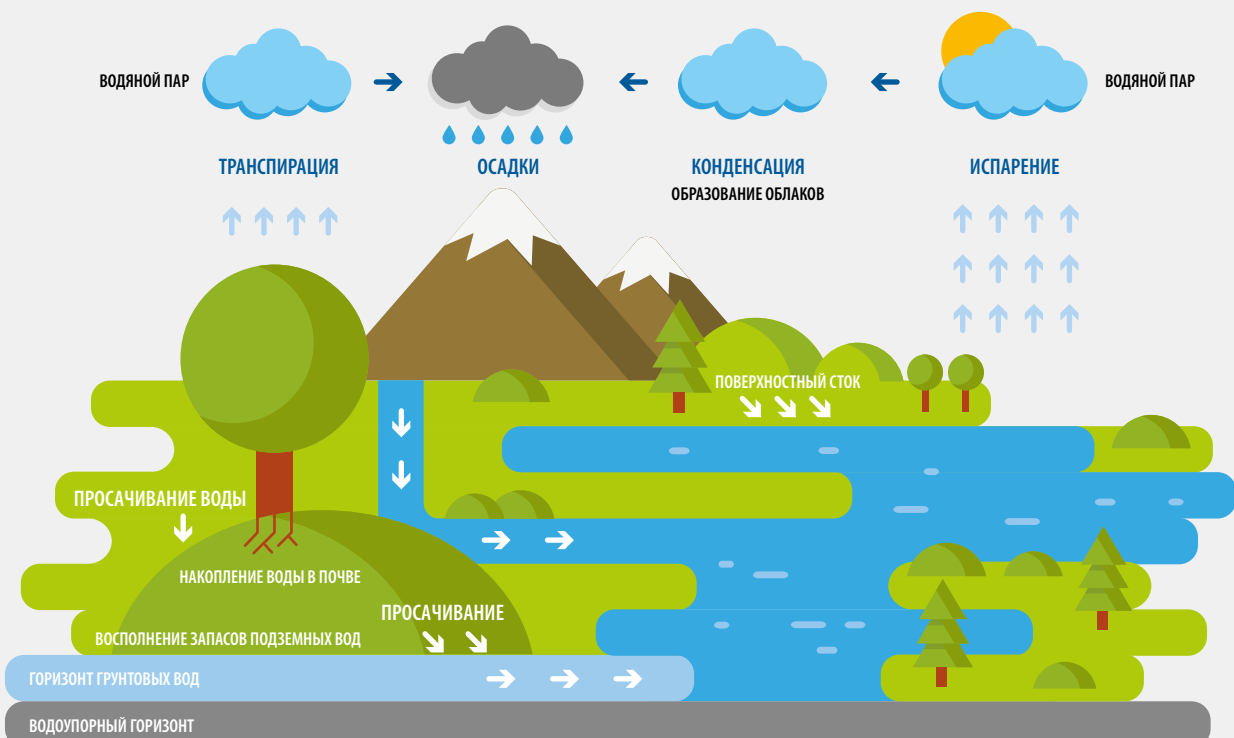 ВОДЯНОЙ ПАР
ВОДЯНОЙ ПАР
ТРАНСПИРАЦИЯ
ОСАДКИ
КОНДЕНСАЦИЯ
ИСПАРЕНИЕ
ОБРАЗОВАНИЕ ОБЛАКОВ
ПОВЕРХНОСТНЫЙ СТОК
ПРОСАЧИВАНИЕ ВОДЫ
НАКОПЛЕНИЕ ВОДЫ В ПОЧВЕ
ПРОСАЧИВАНИЕ
ВОСПОЛНЕНИЕ ЗАПАСОВ ПОДЗЕМНЫХ ВОД
ГОРИЗОНТ ГРУНТОВЫХ ВОД
ВОДОУПОРНЫЙ ГОРИЗОНТ